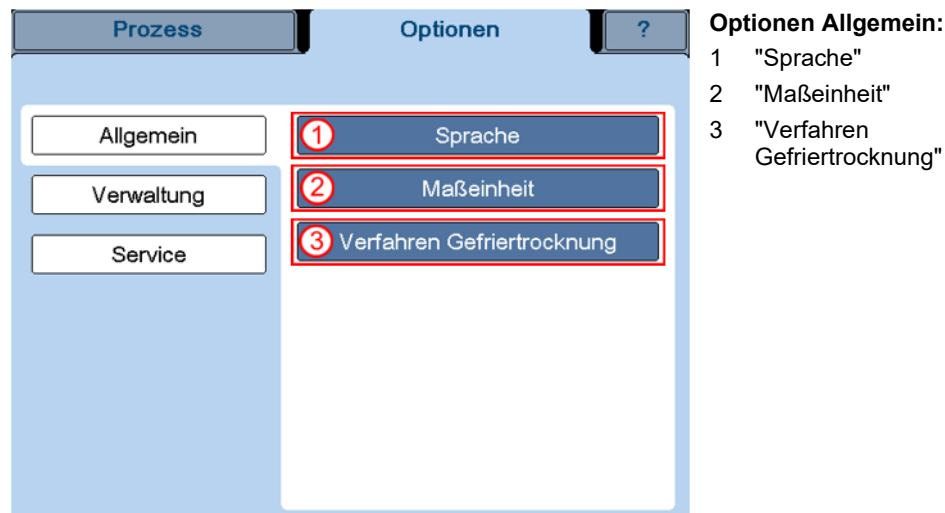 Prozess
Optionen
?
Allgemein
Verwaltung
Service
1 Sprache
2 Maßeinheit
3 Verfahren Gefriertrocknung
Optionen Allgemein:
1 "Sprache"
2 "Maßeinheit"
3 "Verfahren
Gefriertrocknung"